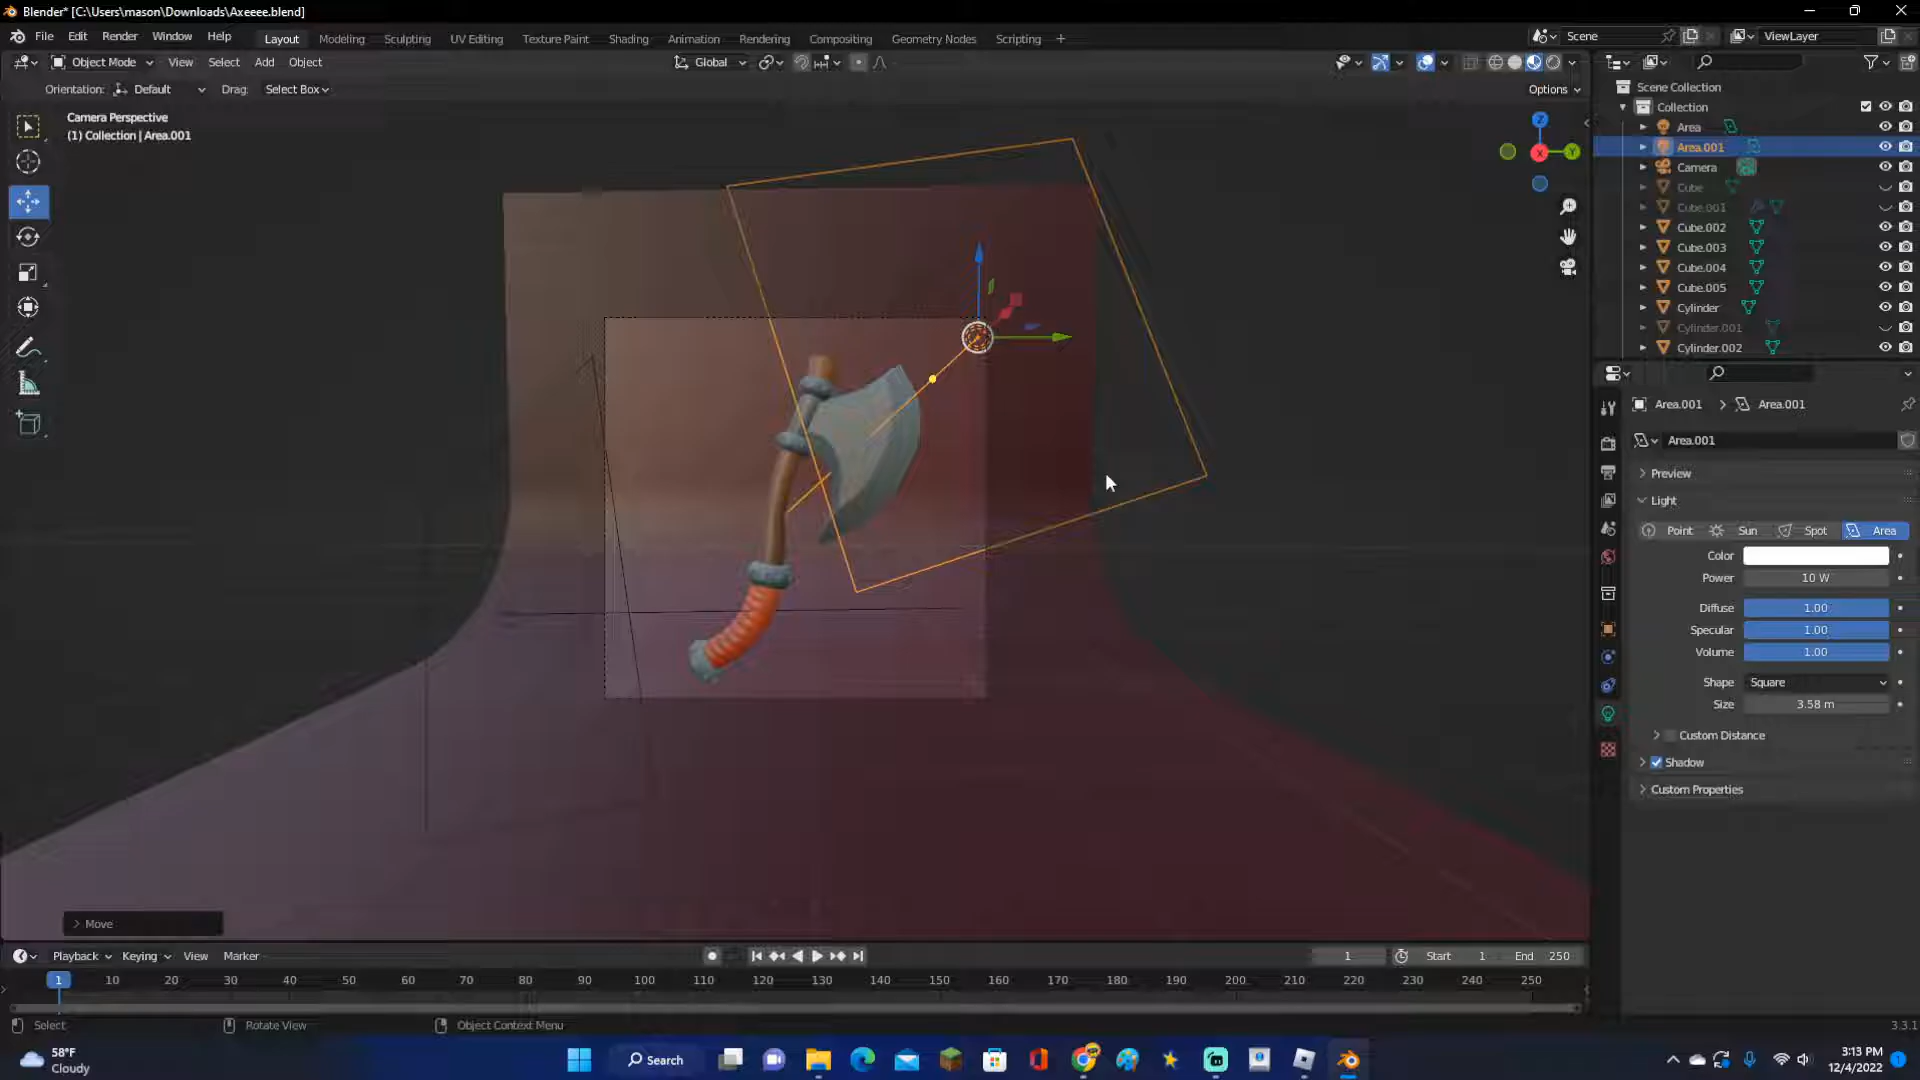 Blender* [C:\Users\mason\Downloads\Axeeee.blend]
File Edit Render Window Help Layout Modeling Sculpting UV Editing Texture Paint Shading Animation Rendering Compositing Geometry Nodes Scripting + Scene ViewLayer
Object Mode View Select Add Object Global
Orientation: Default Drag: Select Box Options
Camera Perspective
(1) Collection | Area.001
Z
X
Y
Move
Scene Collection
Collection
Area
Area.001
Camera
Cube
Cube.001
Cube.002
Cube.003
Cube.004
Cube.005
Cylinder
Cylinder.001
Cylinder.002
Area.001 > Area.001
Area.001
Preview
Light
Point Sun Spot Area
Color
Power 10 W
Diffuse 1.00
Specular 1.00
Volume 1.00
Shape Square
Size 3.58 m
Custom Distance
Shadow
Custom Properties
Playback Keying View Marker 1 Start 1 End 250
1 10 20 30 40 50 60 70 80 90 100 110 120 130 140 150 160 170 180 190 200 210 220 230 240 250
Select Rotate View Object Context Menu 3.3.1
58°F
Cloudy
Search
3:13 PM
12/4/2022
1